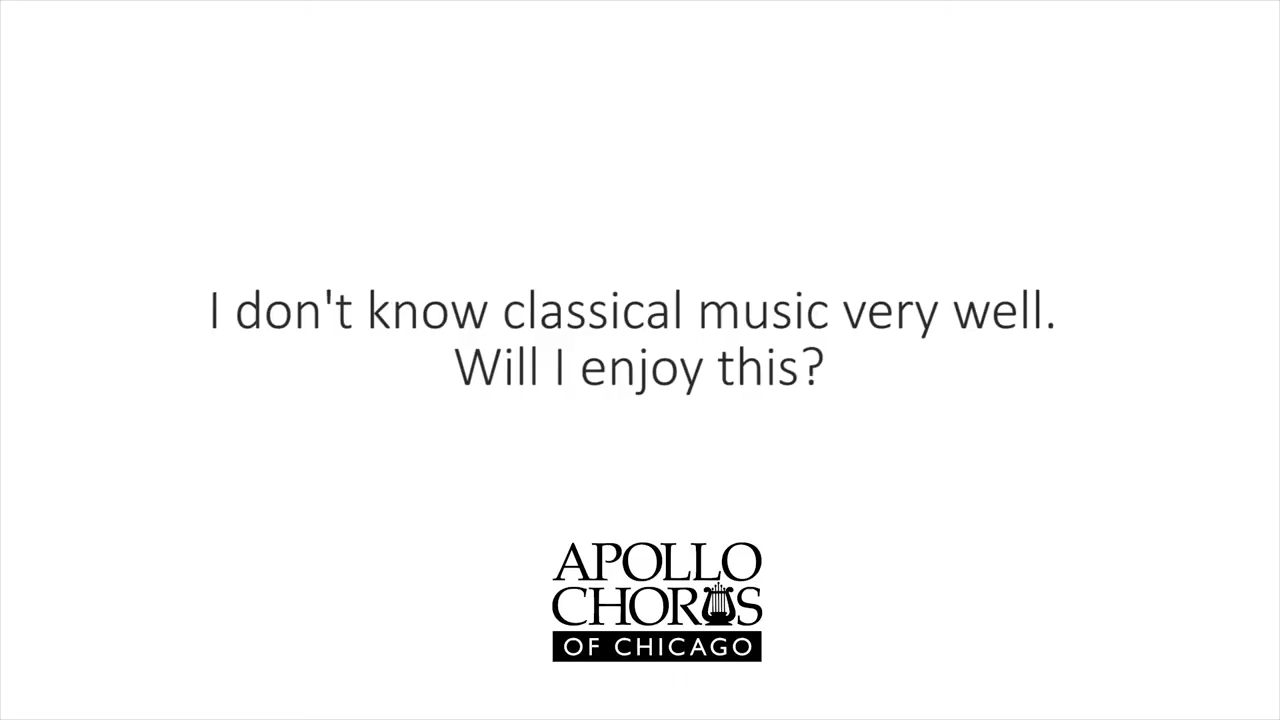 I don't know classical music very well.
Will I enjoy this?
APOLLO
CHORUS
OF CHICAGO